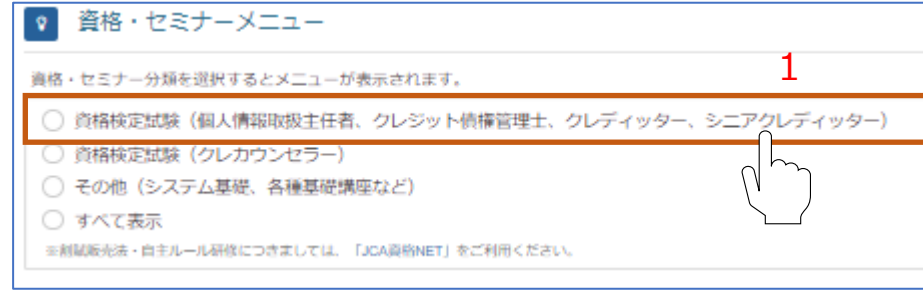 資格・セミナーメニュー
資格・セミナー分類を選択するとメニューが表示されます。
1
資格検定試験（個人情報取扱主任者、クレジット債権管理士、クレディッター、シニアクレディッター）
資格検定試験（クレカウンセラー）
その他（システム基礎、各種基礎講座など）
すべて表示
※割賦販売法・自主ルール研修につきましては、「JCA資格NET」をご利用ください。